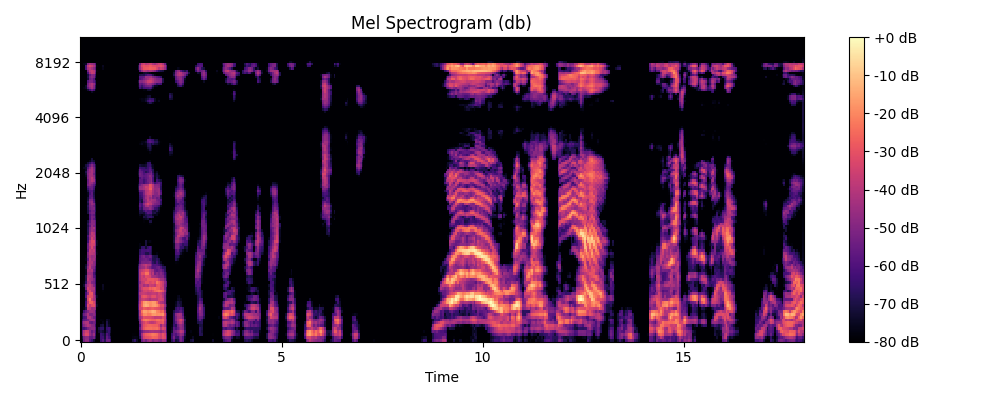 Mel Spectrogram (db)
Hz
8192
4096
2048
1024
512
0
0 5 10 15
Time
+0 dB
-10 dB
-20 dB
-30 dB
-40 dB
-50 dB
-60 dB
-70 dB
-80 dB